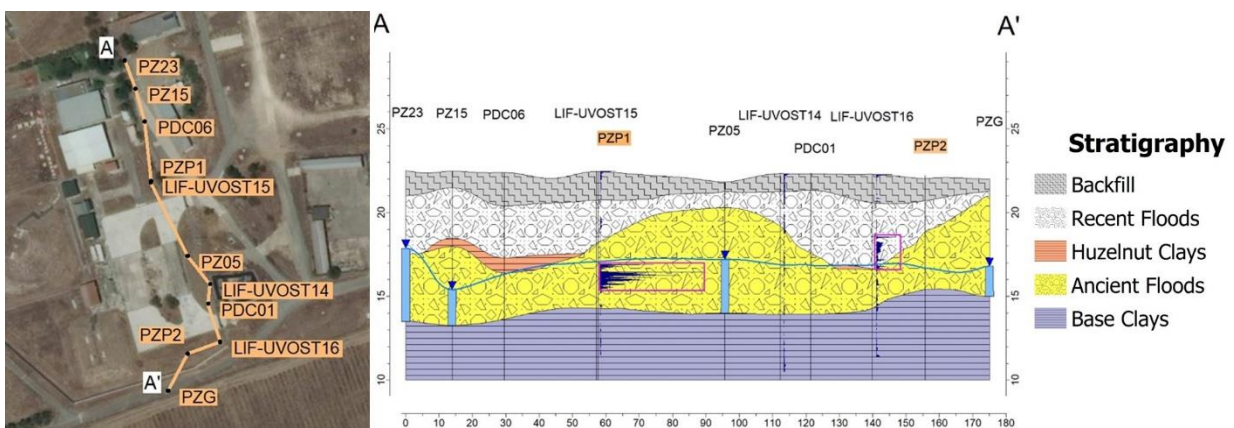 A
PZ23
PZ15
PDC06
PZP1
LIF-UVOST15
PZ05
LIF-UVOST14
PDC01
PZP2
LIF-UVOST16
A'
PZG
A
A'
PZ23
PZ15
PDC06
LIF-UVOST15
PZP1
PZ05
LIF-UVOST14
PDC01
LIF-UVOST16
PZP2
PZG
25
20
15
10
25
20
15
10
0 10 20 30 40 50 60 70 80 90 100 110 120 130 140 150 160 170 180
Stratigraphy
Backfill
Recent Floods
Huzelnut Clays
Ancient Floods
Base Clays